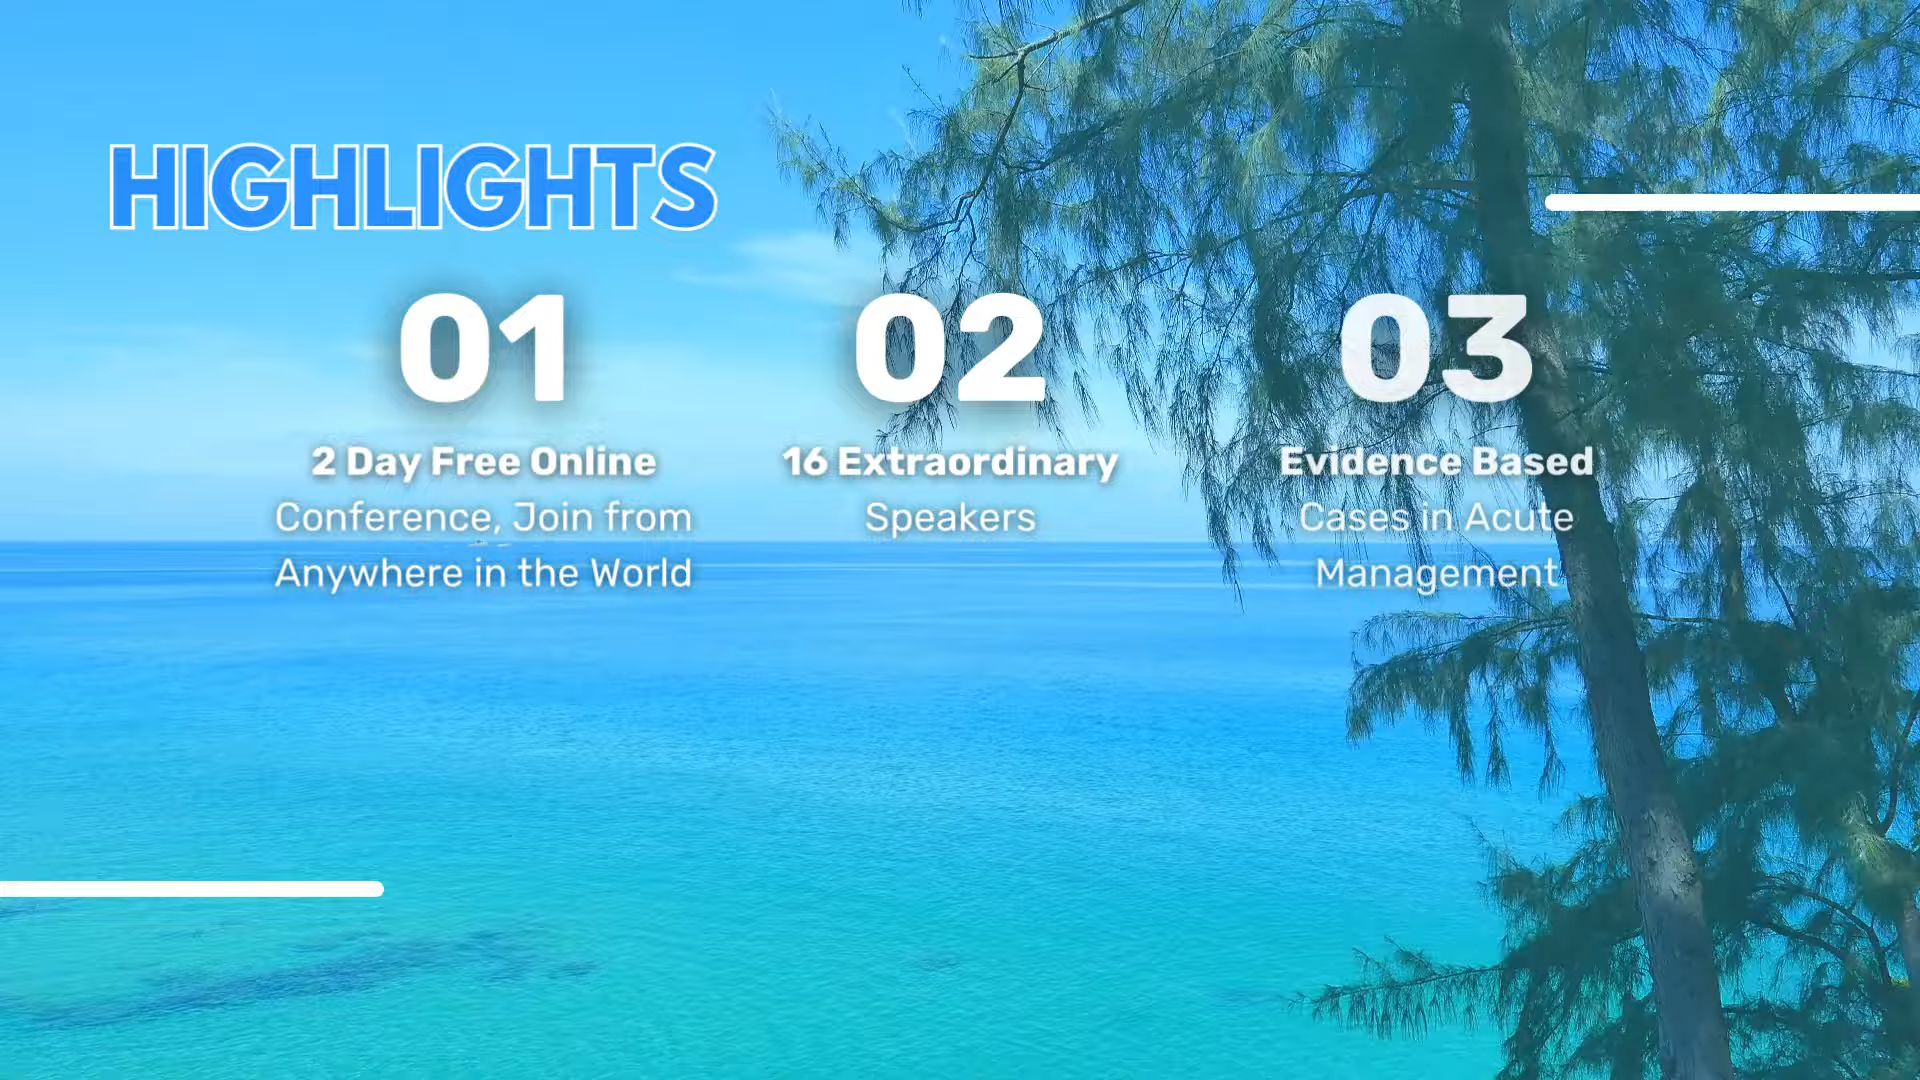 HIGHLIGHTS
01
2 Day Free Online
Conference, Join from
Anywhere in the World
02
16 Extraordinary
Speakers
03
Evidence Based
Cases in Acute
Management